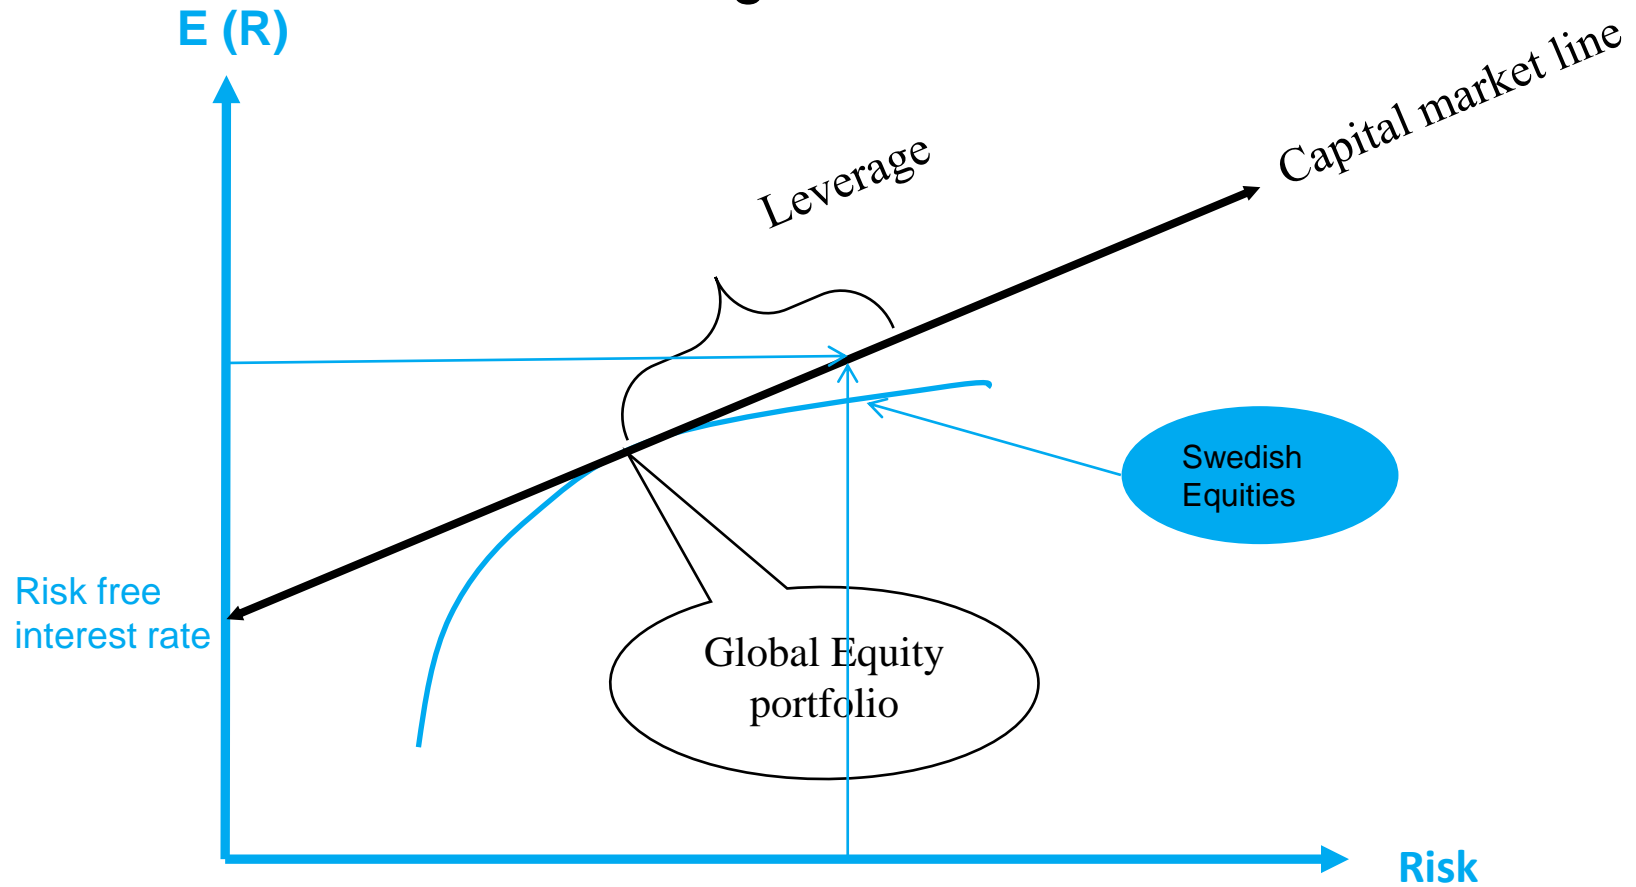 E (R)
Capital market line
Leverage
Swedish
Equities
Risk free
interest rate
Global Equity
portfolio
Risk